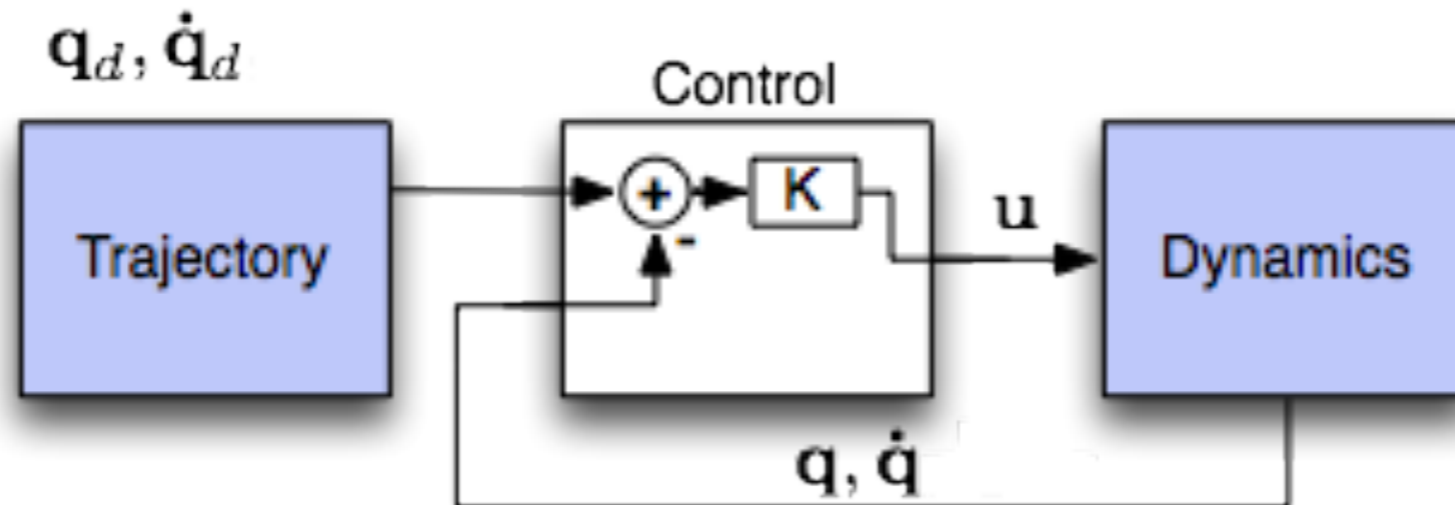 q_d, q̇_d
Control
+
K
-
u
Trajectory
Dynamics
q, q̇